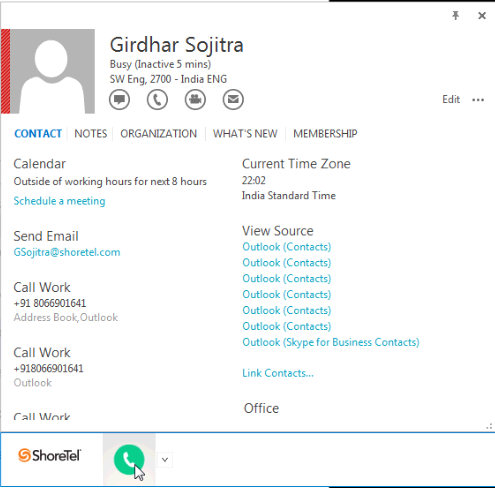 Girdhar Sojitra
Busy (Inactive 5 mins)
SW Eng, 2700 - India ENG
Edit
CONTACT NOTES ORGANIZATION WHAT'S NEW MEMBERSHIP
Calendar
Outside of working hours for next 8 hours
Schedule a meeting
Send Email
GSojitra@shoretel.com
Call Work
+91 8066901641
Address Book,Outlook
Call Work
+918066901641
Outlook
Call Work
Current Time Zone
22:02
India Standard Time
View Source
Outlook (Contacts)
Outlook (Contacts)
Outlook (Contacts)
Outlook (Contacts)
Outlook (Contacts)
Outlook (Contacts)
Outlook (Skype for Business Contacts)
Link Contacts...
Office
ShoreTel